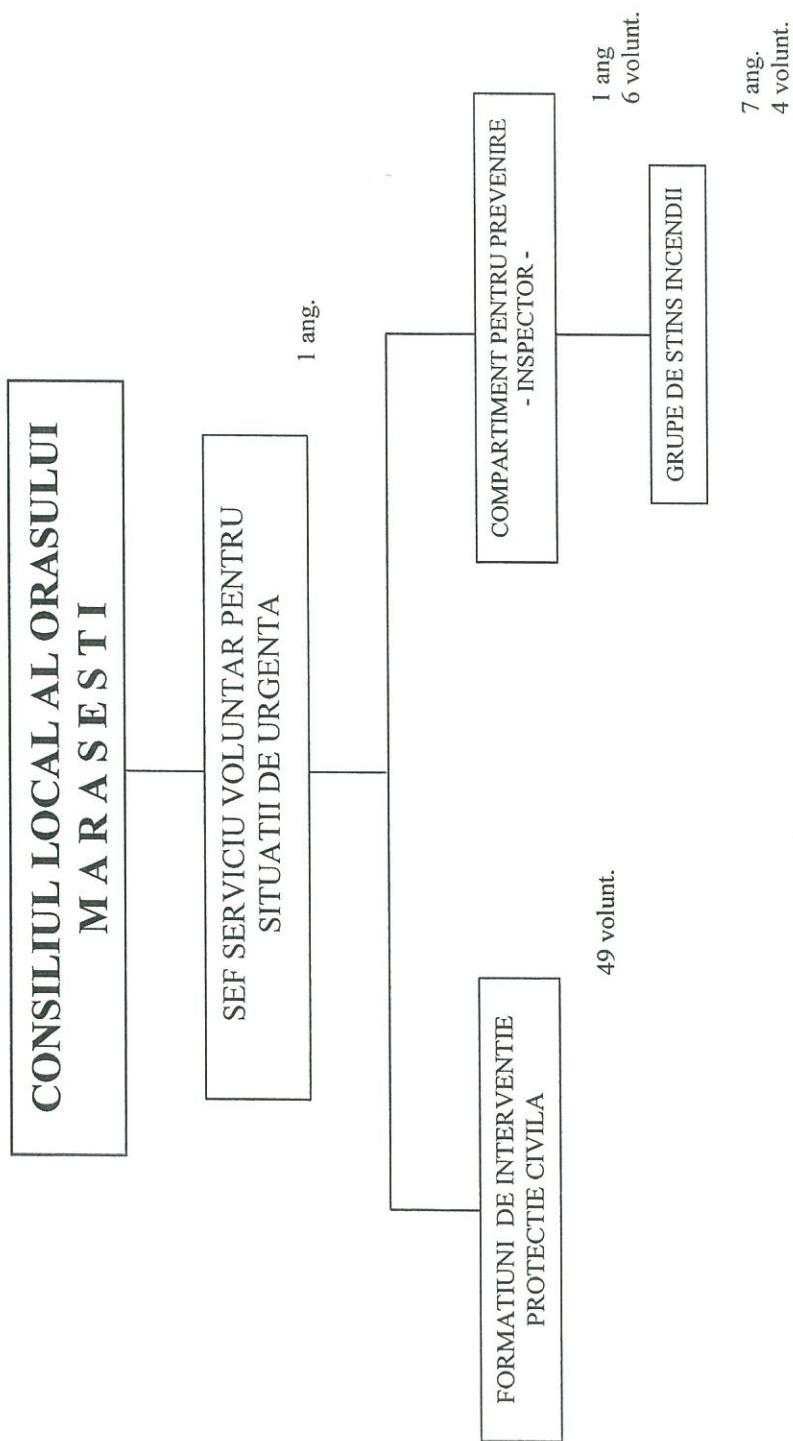 CONSILIUL LOCAL AL ORASULUI
M A R A S E S T I
SEF SERVICIU VOLUNTAR PENTRU
SITUATII DE URGENTA
1 ang.
FORMATIUNI DE INTERVENTIE
PROTECTIE CIVILA
49 volunt.
COMPARTIMENT PENTRU PREVENIRE
- INSPECTOR -
1 ang
6 volunt.
GRUPE DE STINS INCENDII
7 ang.
4 volunt.